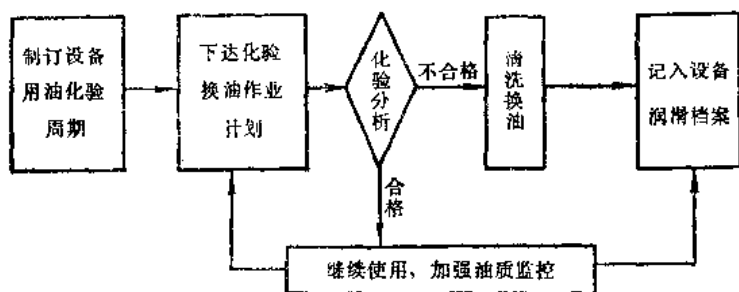 制订设备
用油化验
周期
下达化验
换油作业
计划
化验分析
不合格
清洗换油
记入设备
润滑档案
合格
继续使用，加强油质监控